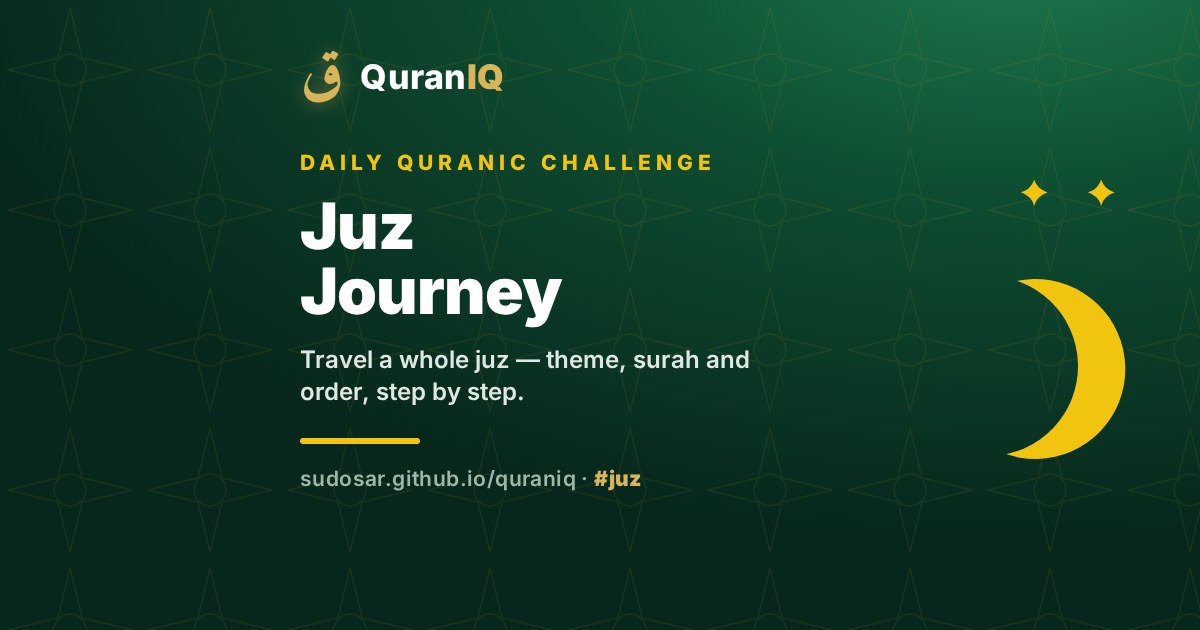 ق QuranIQ
DAILY QURANIC CHALLENGE
Juz
Journey
Travel a whole juz — theme, surah and
order, step by step.
sudosar.github.io/quraniq · #juz